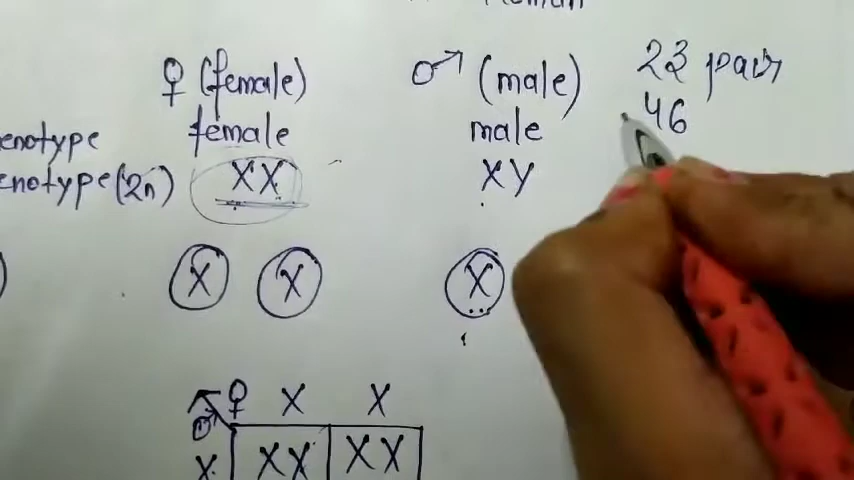 ♀ (female) ♂ (male) 23 pair
female male 46
enotype
enotype (2n) XX XY
X X X
♂ ♀ X X
X XX XX